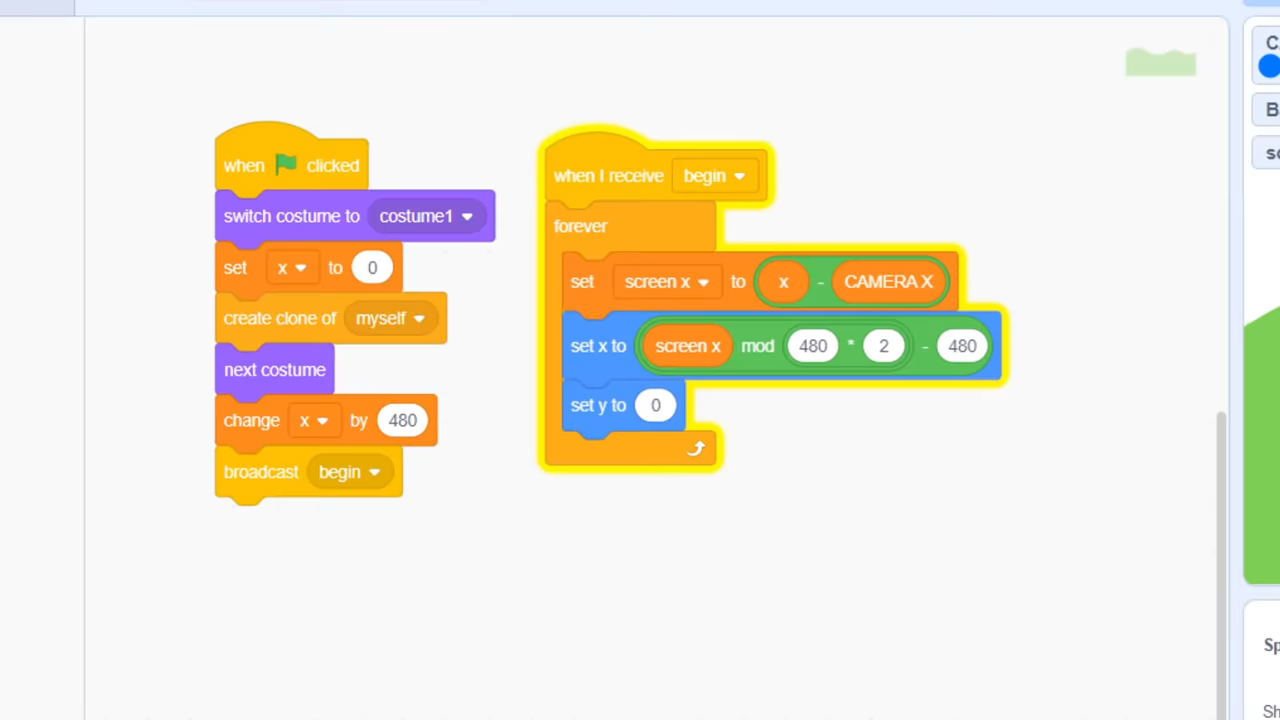 when clicked
switch costume to costume1
set x to 0
create clone of myself
next costume
change x by 480
broadcast begin
when I receive begin
forever
set screen x to x - CAMERA X
set x to screen x mod 480 * 2 - 480
set y to 0